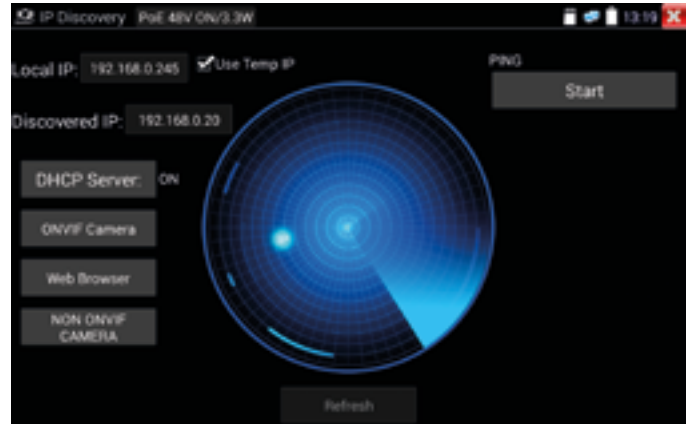 IP Discovery PoE 48V ON/3.3W 13:19
Local IP: 192.168.0.245 Use Temp IP
PING
Start
Discovered IP: 192.168.0.20
DHCP Server: ON
ONVIF Camera
Web Browser
NON ONVIF
CAMERA
Refresh